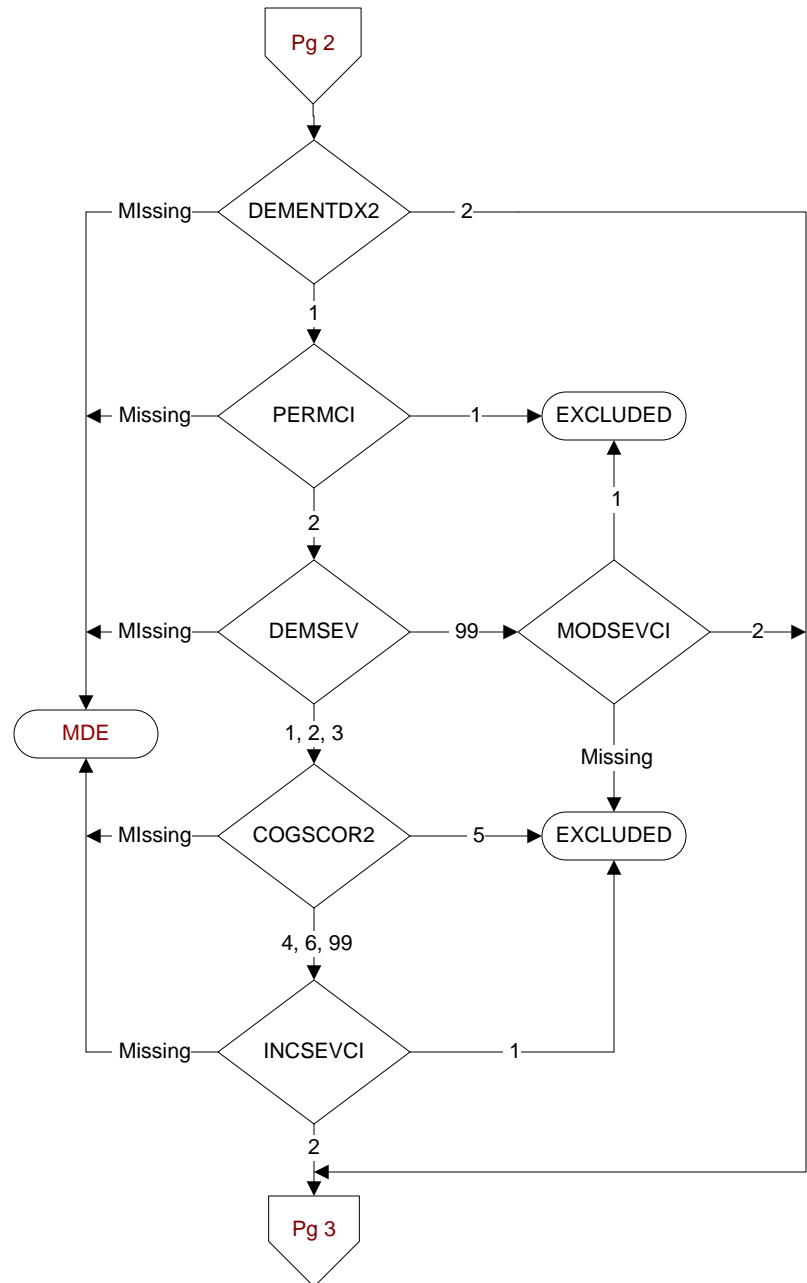 Pg 2
MIssing
DEMENTDX2
2
1
Missing
PERMCI
1
EXCLUDED
1
2
MIssing
DEMSEV
99
MODSEVCI
2
MDE
1, 2, 3
Missing
MIssing
COGSCOR2
5
EXCLUDED
4, 6, 99
Missing
INCSEVCI
1
2
Pg 3